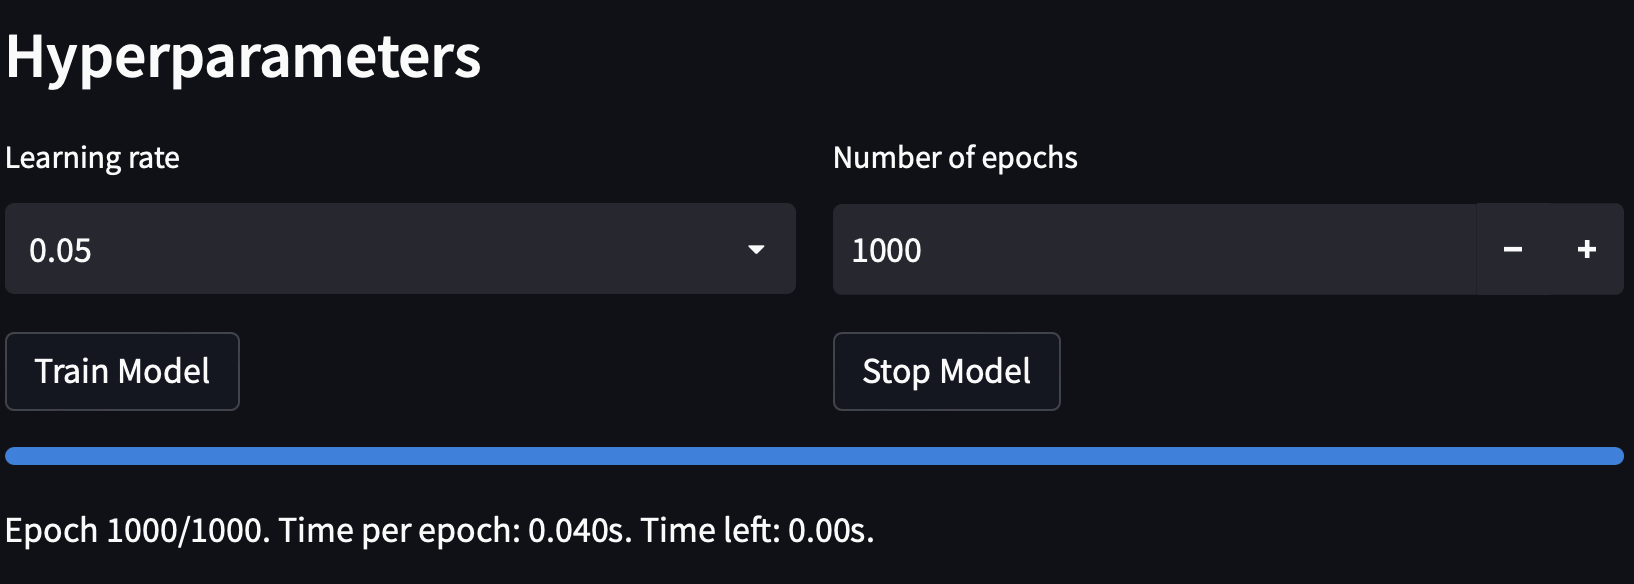 Hyperparameters
Learning rate
Number of epochs
0.05
1000
Train Model
Stop Model
Epoch 1000/1000. Time per epoch: 0.040s. Time left: 0.00s.